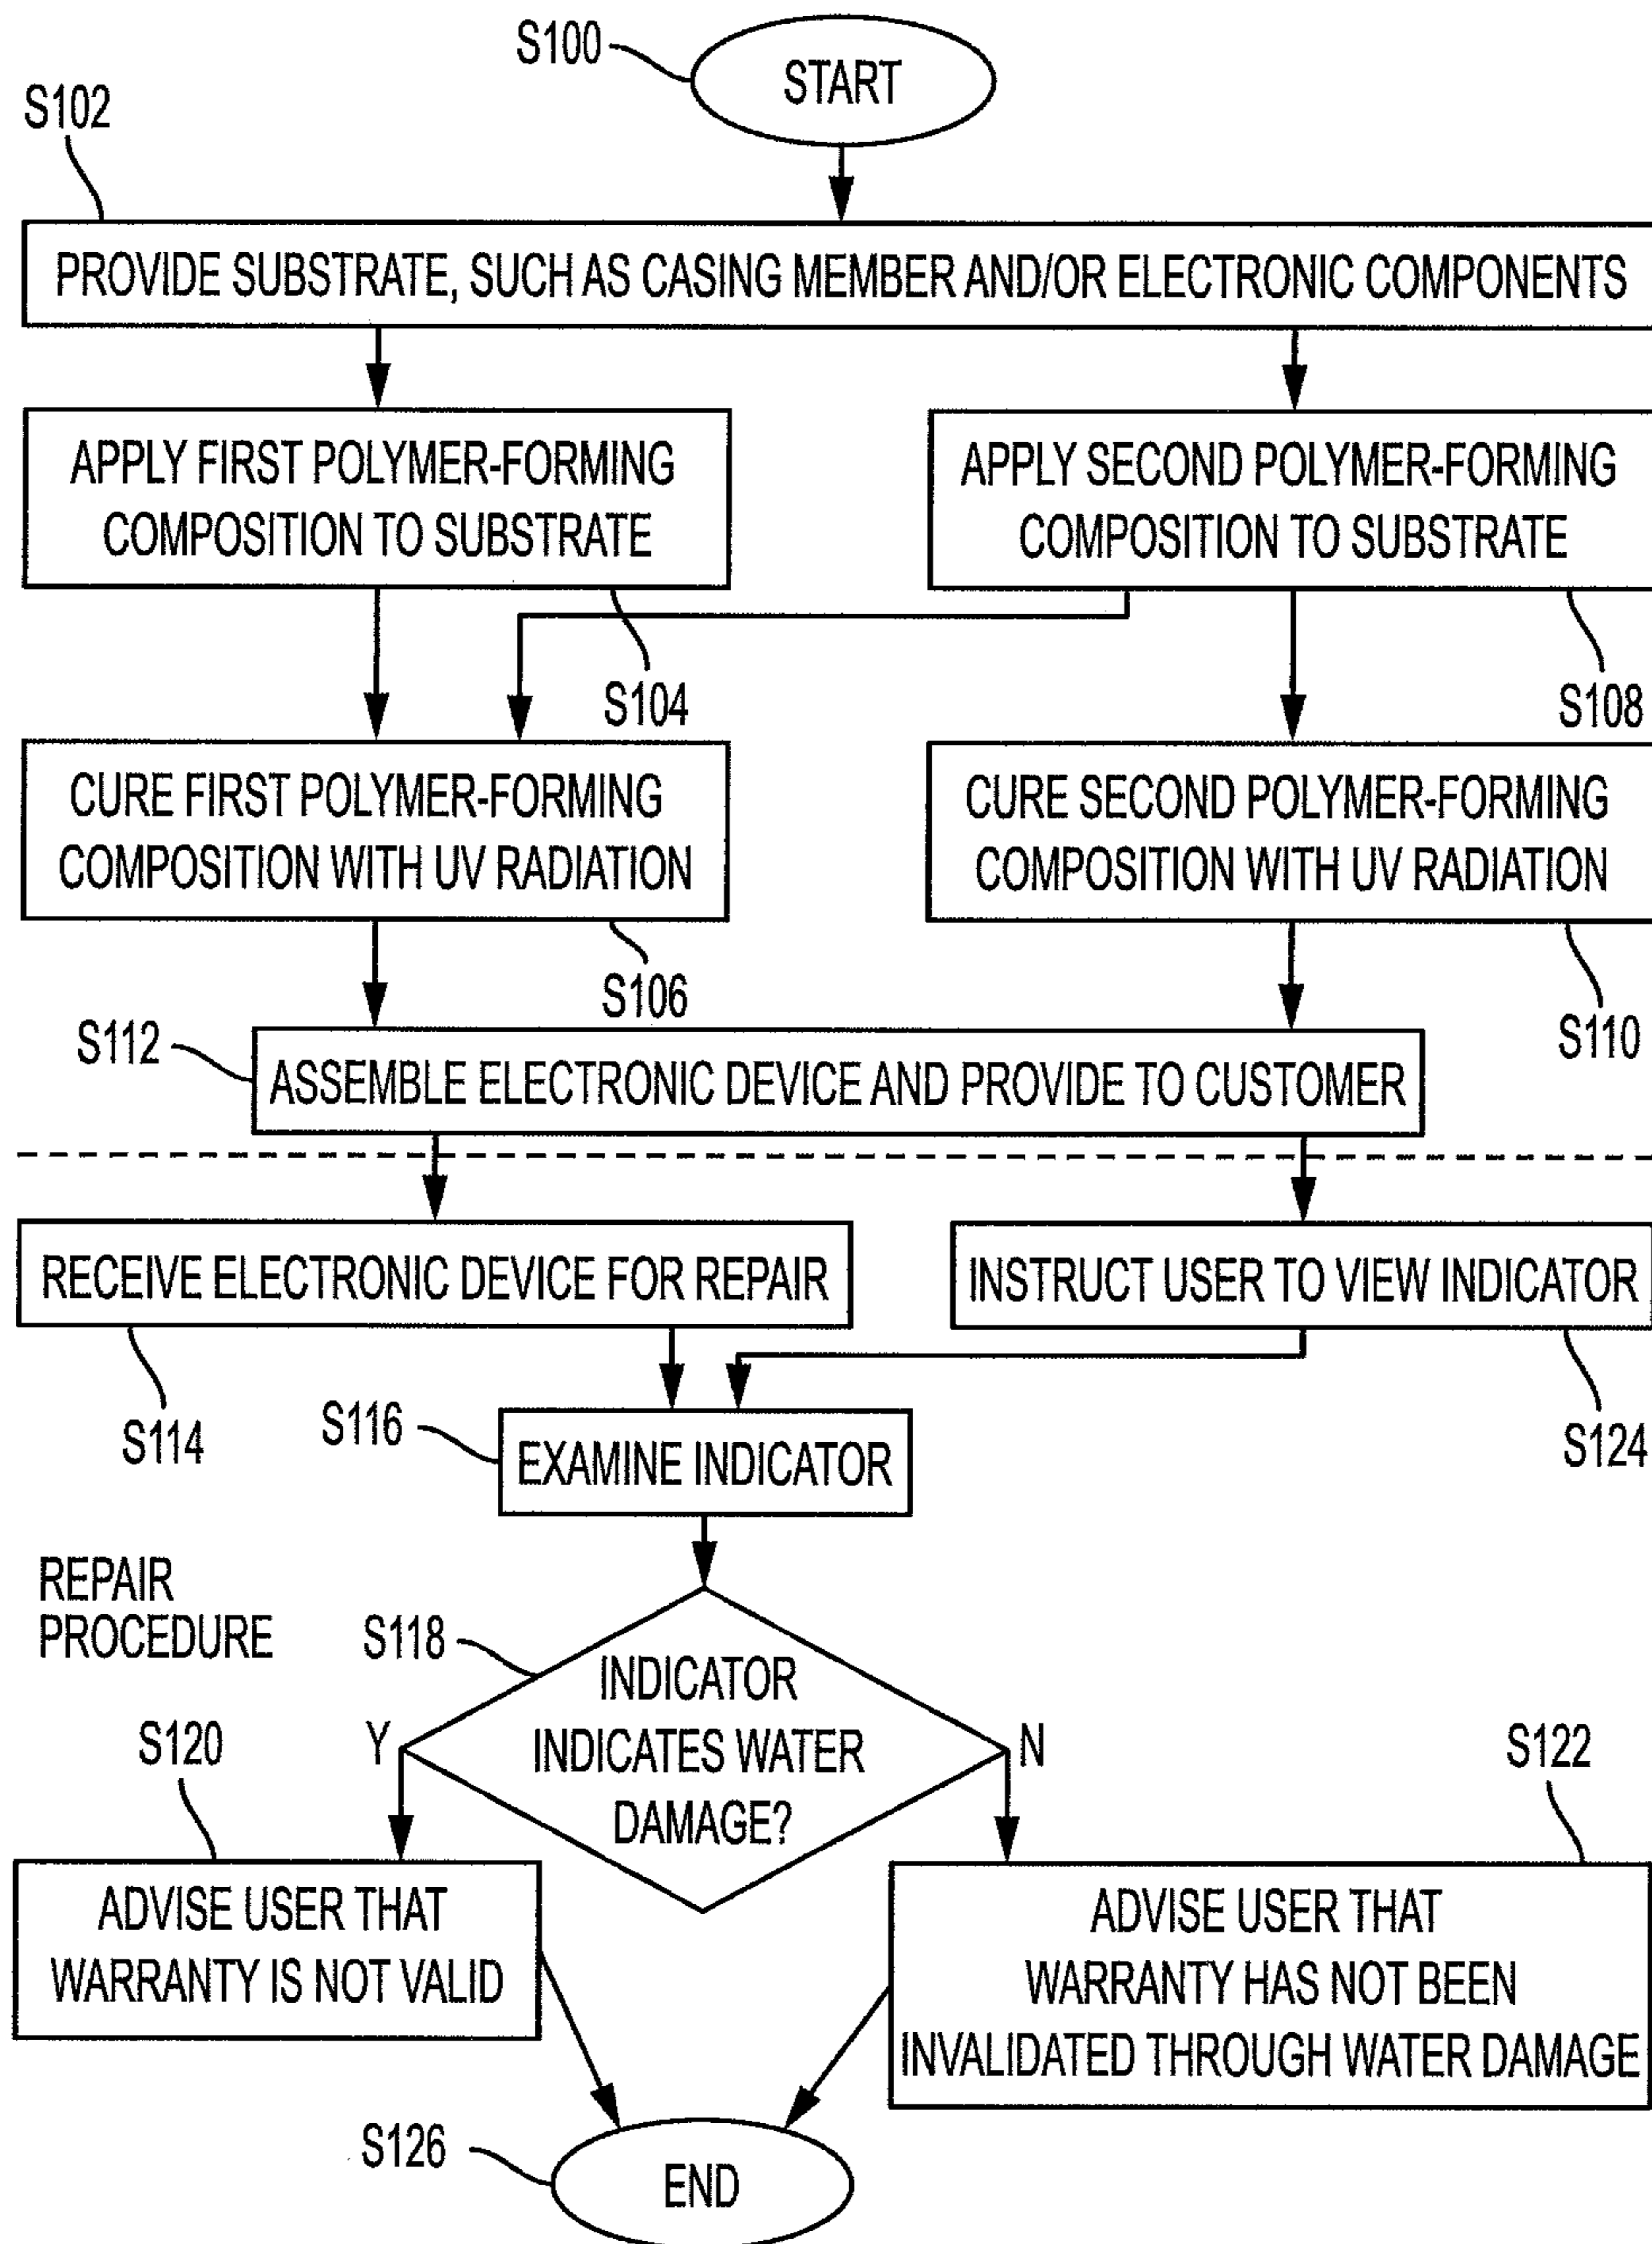 S100
START
S102
PROVIDE SUBSTRATE, SUCH AS CASING MEMBER AND/OR ELECTRONIC COMPONENTS
APPLY FIRST POLYMER-FORMING
COMPOSITION TO SUBSTRATE
APPLY SECOND POLYMER-FORMING
COMPOSITION TO SUBSTRATE
S104
S108
CURE FIRST POLYMER-FORMING
COMPOSITION WITH UV RADIATION
CURE SECOND POLYMER-FORMING
COMPOSITION WITH UV RADIATION
S106
S110
S112
ASSEMBLE ELECTRONIC DEVICE AND PROVIDE TO CUSTOMER
RECEIVE ELECTRONIC DEVICE FOR REPAIR
INSTRUCT USER TO VIEW INDICATOR
S114
S124
S116
EXAMINE INDICATOR
REPAIR
PROCEDURE
S118
INDICATOR
INDICATES WATER
DAMAGE?
Y
N
S120
S122
ADVISE USER THAT
WARRANTY IS NOT VALID
ADVISE USER THAT
WARRANTY HAS NOT BEEN
INVALIDATED THROUGH WATER DAMAGE
S126
END